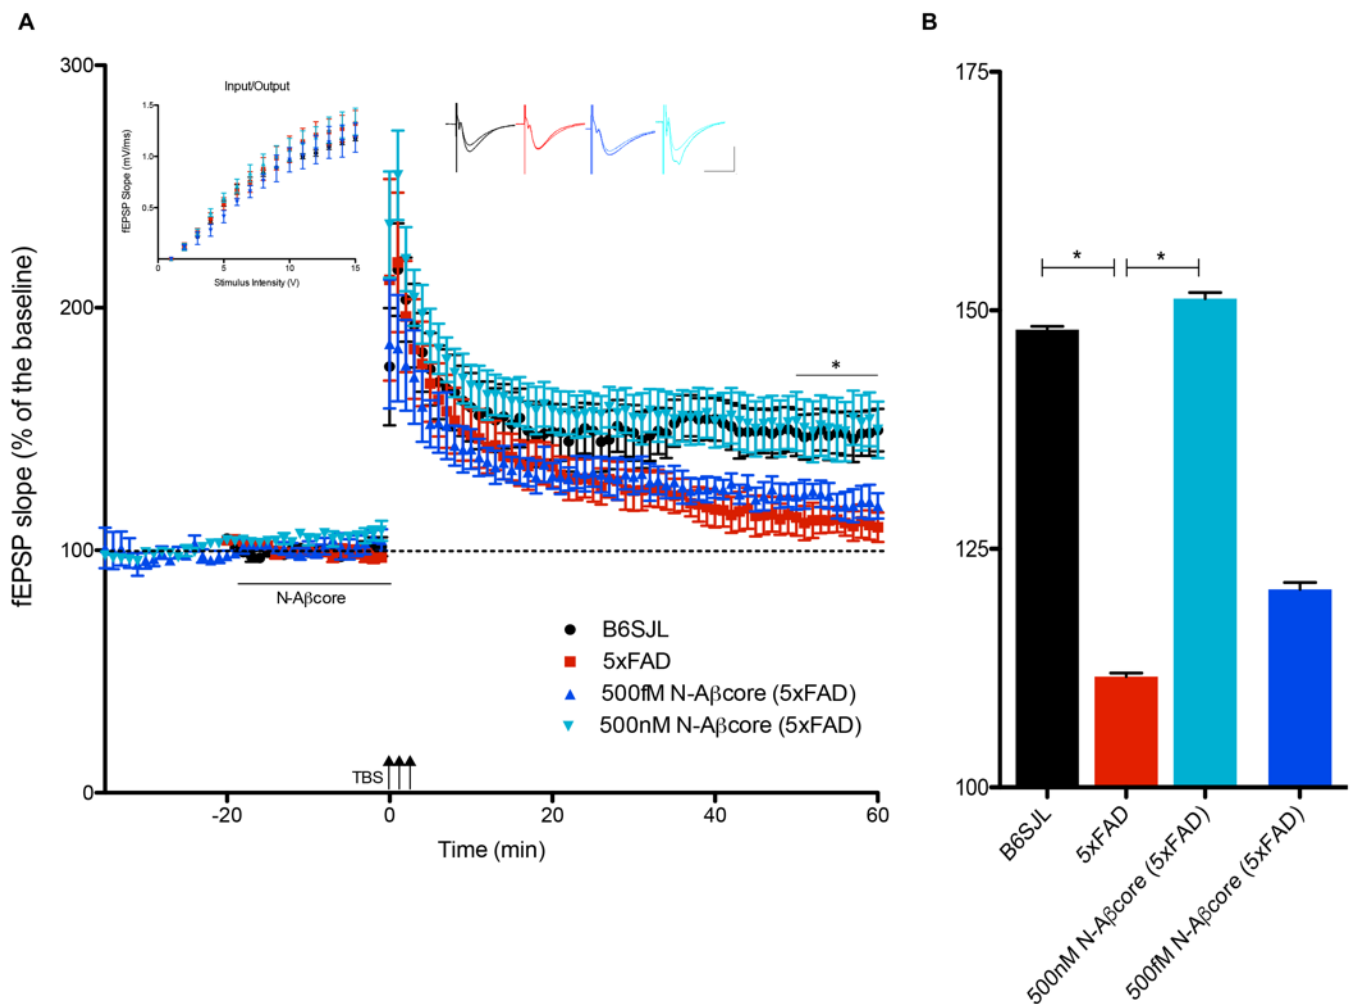 A
B
300
200
100
0
fEPSP slope (% of the baseline)
Input/Output
1.5
1.0
0.5
0
5
10
15
fEPSP Slope (mV/ms)
Stimulus Intensity (V)
*
N-Aβcore
B6SJL
5xFAD
500fM N-Aβcore (5xFAD)
500nM N-Aβcore (5xFAD)
TBS
-20
0
20
40
60
Time (min)
175
150
125
100
*
*
B6SJL
5xFAD
500nM N-Aβcore (5xFAD)
500fM N-Aβcore (5xFAD)